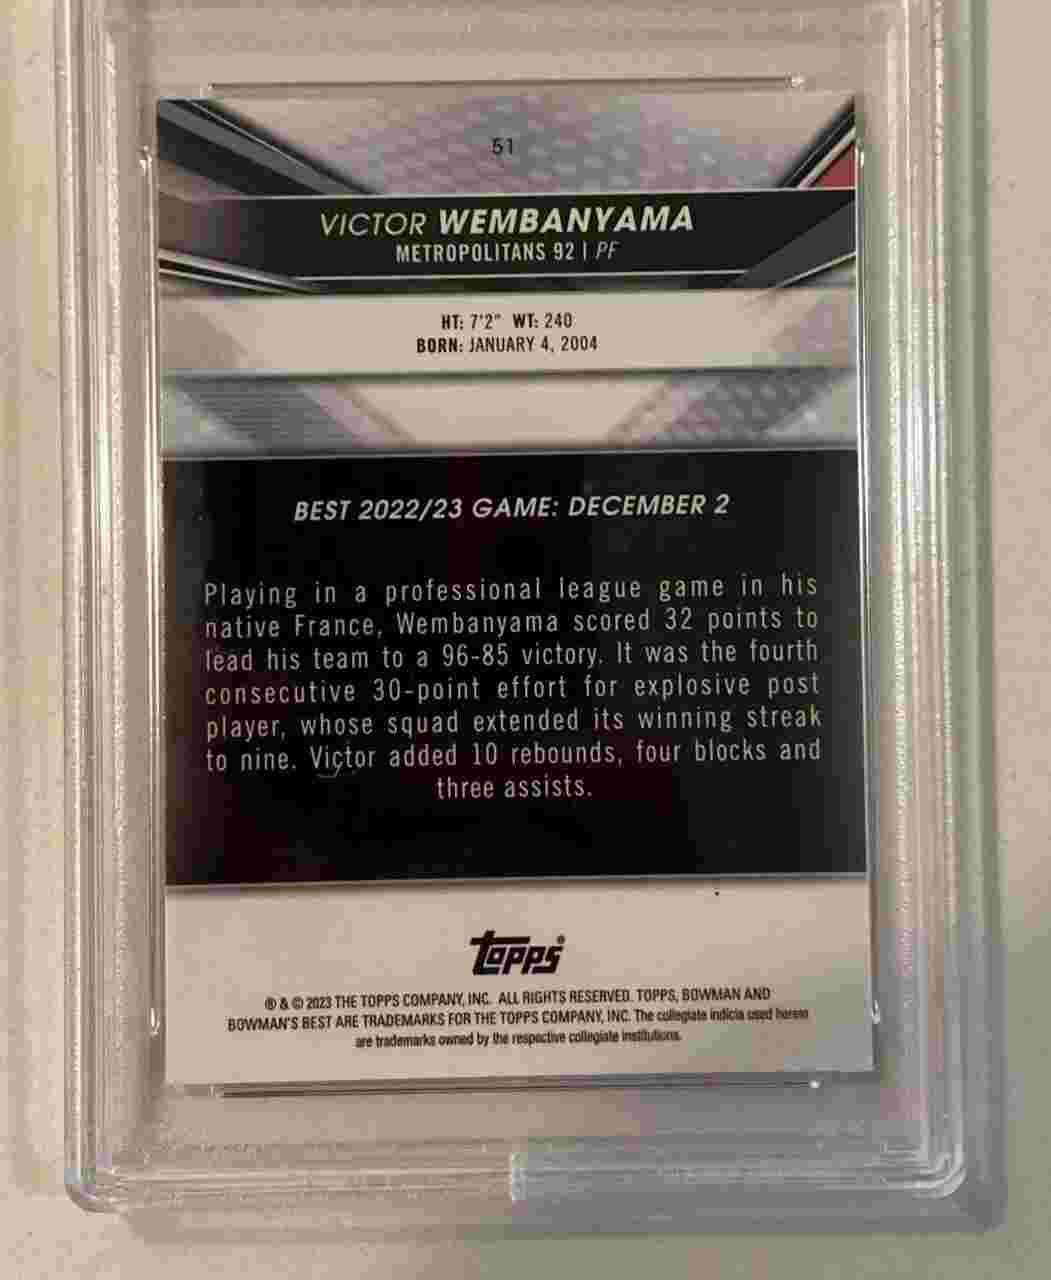 51
VICTOR WEMBANYAMA
METROPOLITANS 92 | PF
HT: 7'2" WT: 240
BORN: JANUARY 4, 2004
BEST 2022/23 GAME: DECEMBER 2
Playing in a professional league game in his
native France, Wembanyama scored 32 points to
lead his team to a 96-85 victory. It was the fourth
consecutive 30-point effort for explosive post
player, whose squad extended its winning streak
to nine. Victor added 10 rebounds, four blocks and
three assists.
topps®
® & © 2023 THE TOPPS COMPANY, INC. ALL RIGHTS RESERVED. TOPPS, BOWMAN AND
BOWMAN'S BEST ARE TRADEMARKS FOR THE TOPPS COMPANY, INC. The collegiate indicia used herein
are trademarks owned by the respective collegiate institutions.